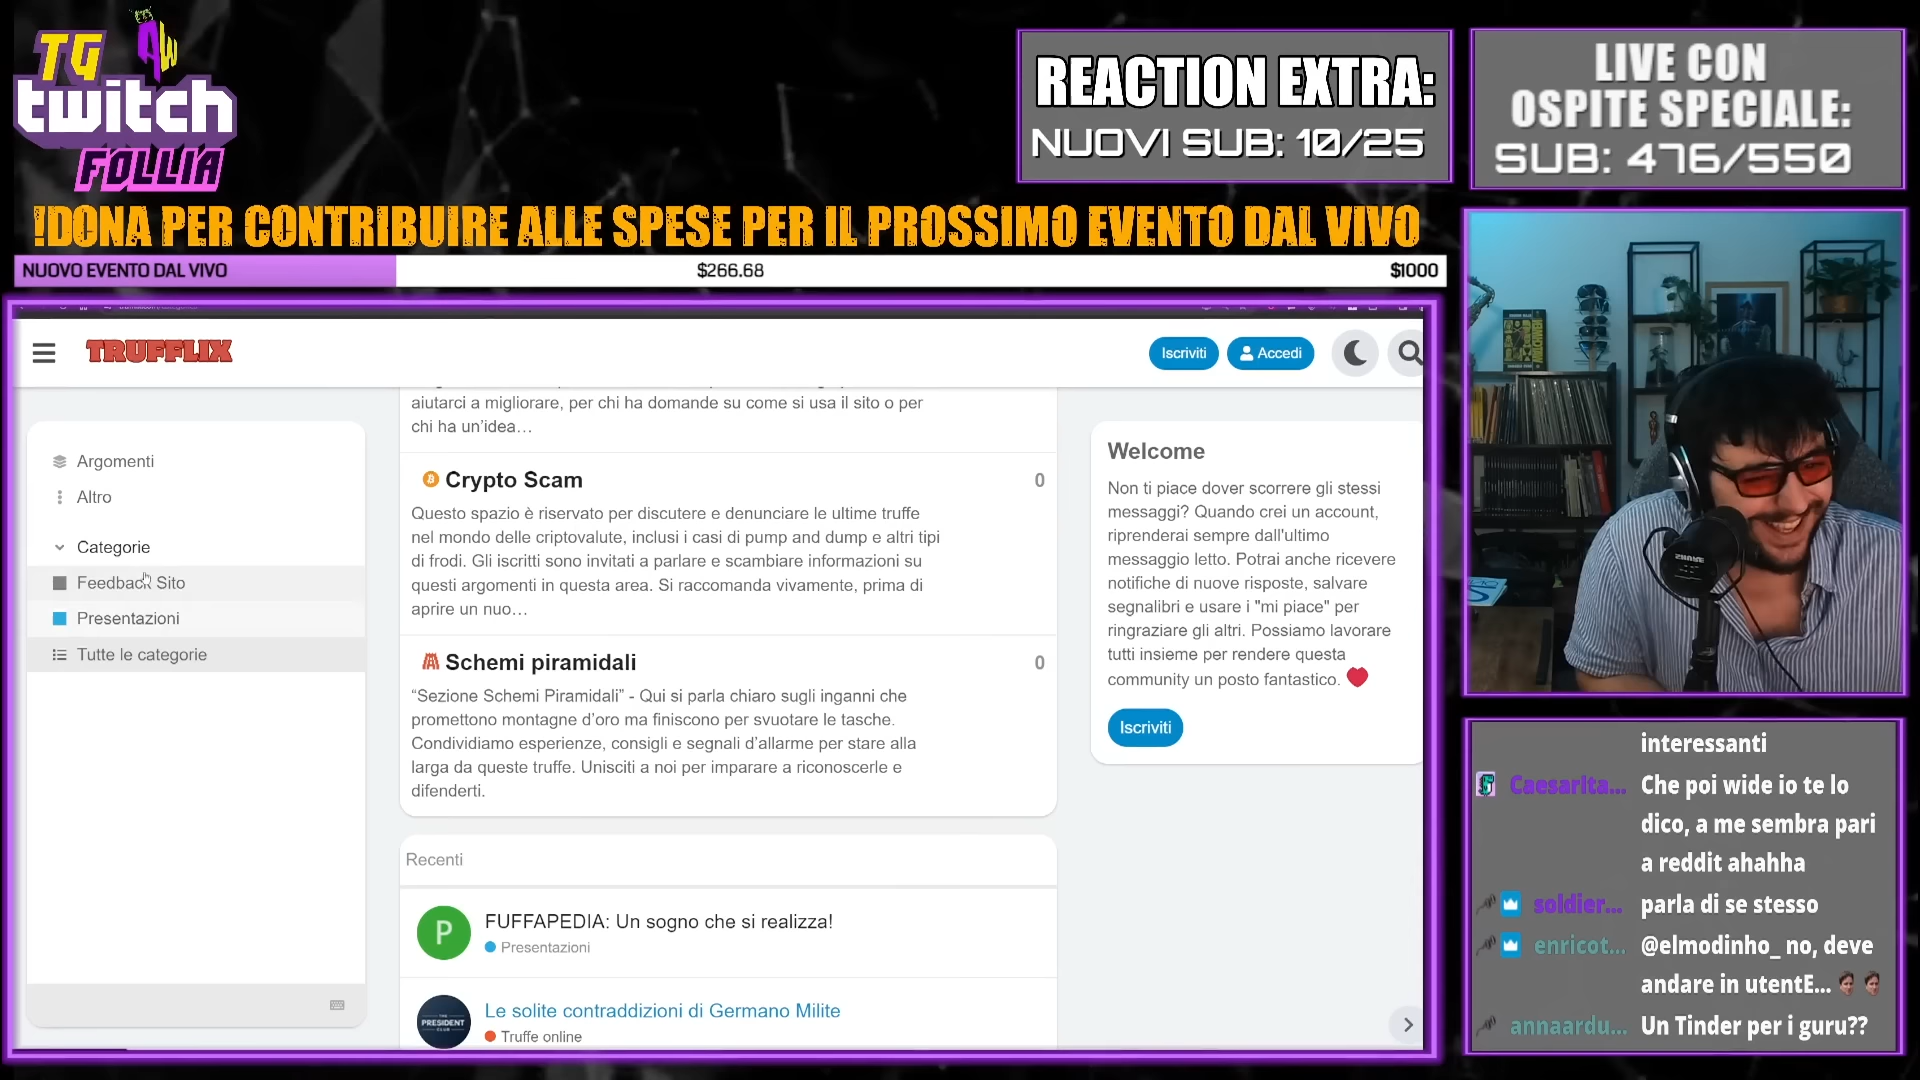 TG
AW
twitch
FOLLIA
REACTION EXTRA:
NUOVI SUB: 10/25
LIVE CON
OSPITE SPECIALE:
SUB: 476/550
!DONA PER CONTRIBUIRE ALLE SPESE PER IL PROSSIMO EVENTO DAL VIVO
NUOVO EVENTO DAL VIVO
$266.68
$1000
TRUFFLIX
Iscriviti
Accedi
Argomenti
Altro
Categorie
Feedback Sito
Presentazioni
Tutte le categorie
aiutarci a migliorare, per chi ha domande su come si usa il sito o per
chi ha un'idea…
Crypto Scam
0
Questo spazio è riservato per discutere e denunciare le ultime truffe
nel mondo delle criptovalute, inclusi i casi di pump and dump e altri tipi
di frodi. Gli iscritti sono invitati a parlare e scambiare informazioni su
questi argomenti in questa area. Si raccomanda vivamente, prima di
aprire un nuo…
Schemi piramidali
0
“Sezione Schemi Piramidali” - Qui si parla chiaro sugli inganni che
promettono montagne d’oro ma finiscono per svuotare le tasche.
Condividiamo esperienze, consigli e segnali d’allarme per stare alla
larga da queste truffe. Unisciti a noi per imparare a riconoscerle e
difenderti.
Recenti
P
FUFFAPEDIA: Un sogno che si realizza!
Presentazioni
PRESIDENT
Le solite contraddizioni di Germano Milite
Truffe online
Welcome
Non ti piace dover scorrere gli stessi
messaggi? Quando crei un account,
riprenderai sempre dall'ultimo
messaggio letto. Potrai anche ricevere
notifiche di nuove risposte, salvare
segnalibri e usare i "mi piace" per
ringraziare gli altri. Possiamo lavorare
tutti insieme per rendere questa
community un posto fantastico.
Iscriviti
interessanti
CaesarIta... Che poi wide io te lo
dico, a me sembra pari
a reddit ahahha
soldier... parla di se stesso
enricot... @elmodinho_ no, deve
andare in utentE...
annaardu... Un Tinder per i guru??